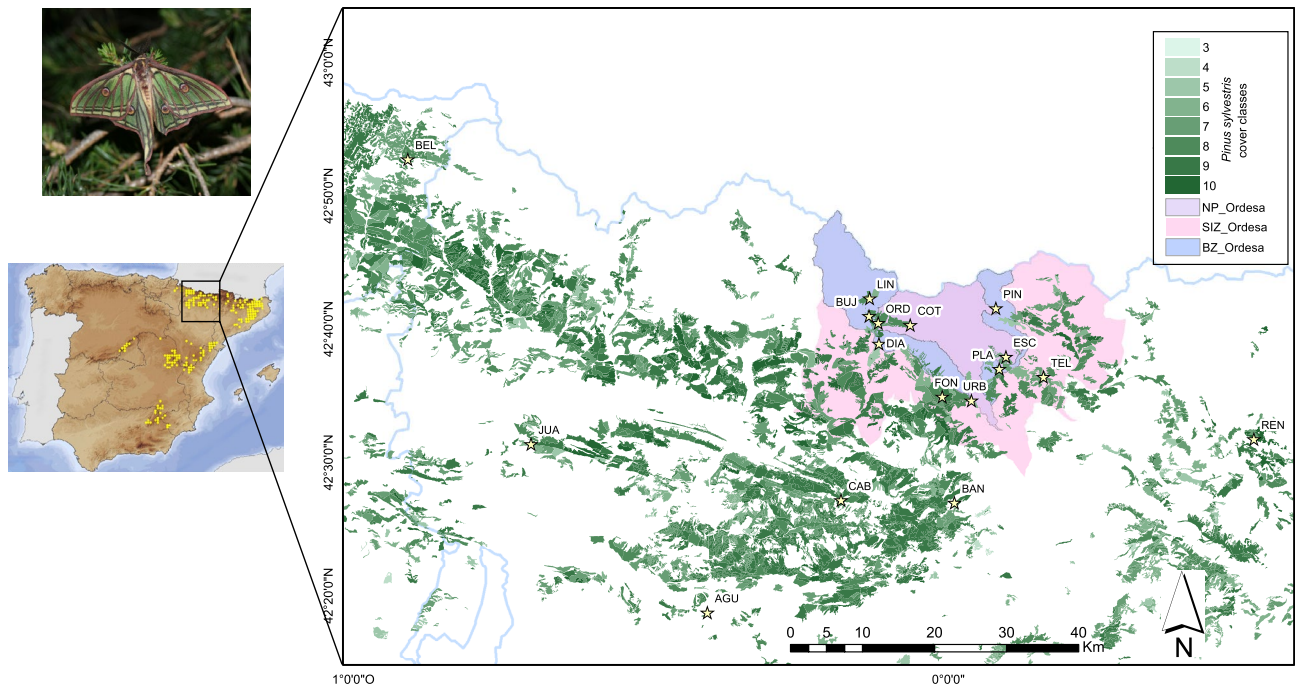 43°0'0"N
42°50'0"N
42°40'0"N
42°30'0"N
42°20'0"N
1°0'0"O
0°0'0"
BEL
LIN
BUJ
ORD
COT
DIA
PIN
ESC
PLA
TEL
FON
URB
JUA
REN
CAB
BAN
AGU
3
4
5
6
7
8
9
10
Pinus sylvestris
cover classes
NP_Ordesa
SIZ_Ordesa
BZ_Ordesa
0 5 10 20 30 40
Km
N